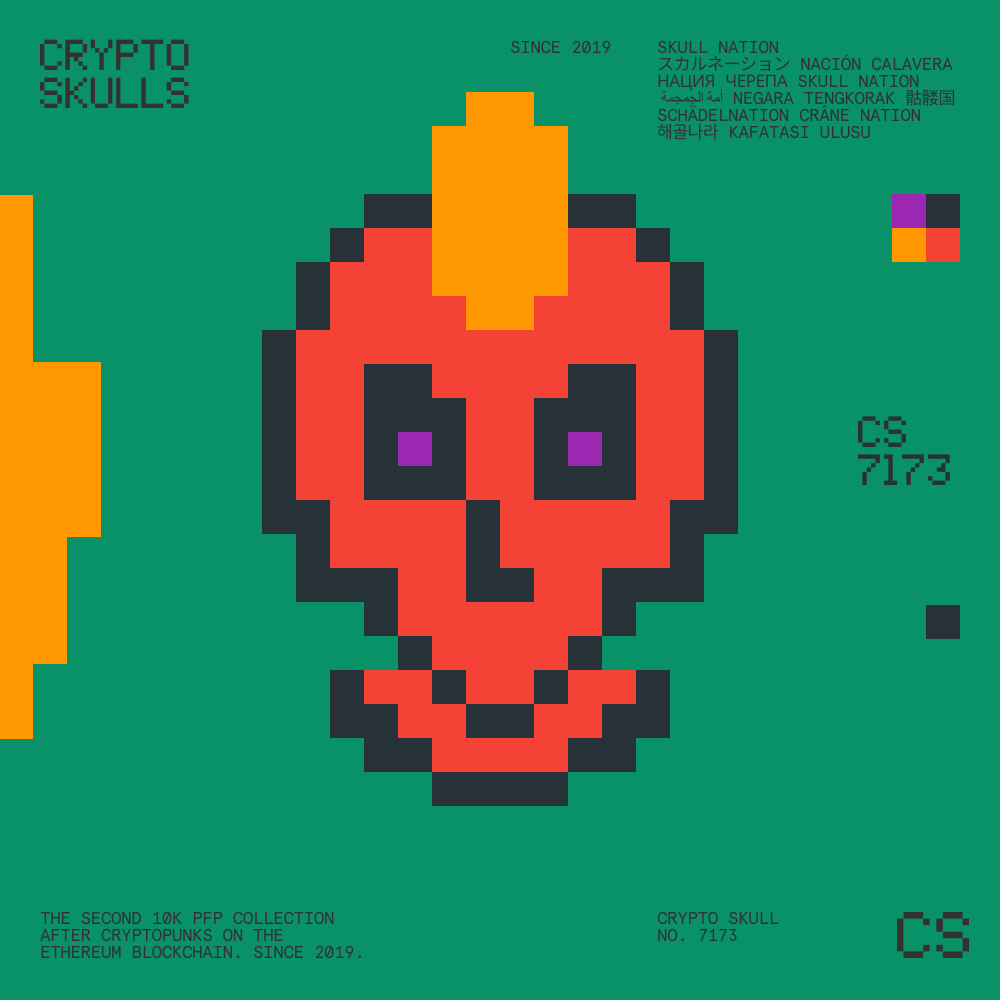 CRYPTO
SKULLS
SINCE 2019
SKULL NATION
スカルネーション NACIÓN CALAVERA
НАЦИЯ ЧЕРЕПА SKULL NATION
أمة الجمجمة NEGARA TENGKORAK 骷髅国
SCHÄDELNATION CRÂNE NATION
해골나라 KAFATASI ULUSU
CS
7173
THE SECOND 10K PFP COLLECTION
AFTER CRYPTOPUNKS ON THE
ETHEREUM BLOCKCHAIN. SINCE 2019.
CRYPTO SKULL
NO. 7173
CS